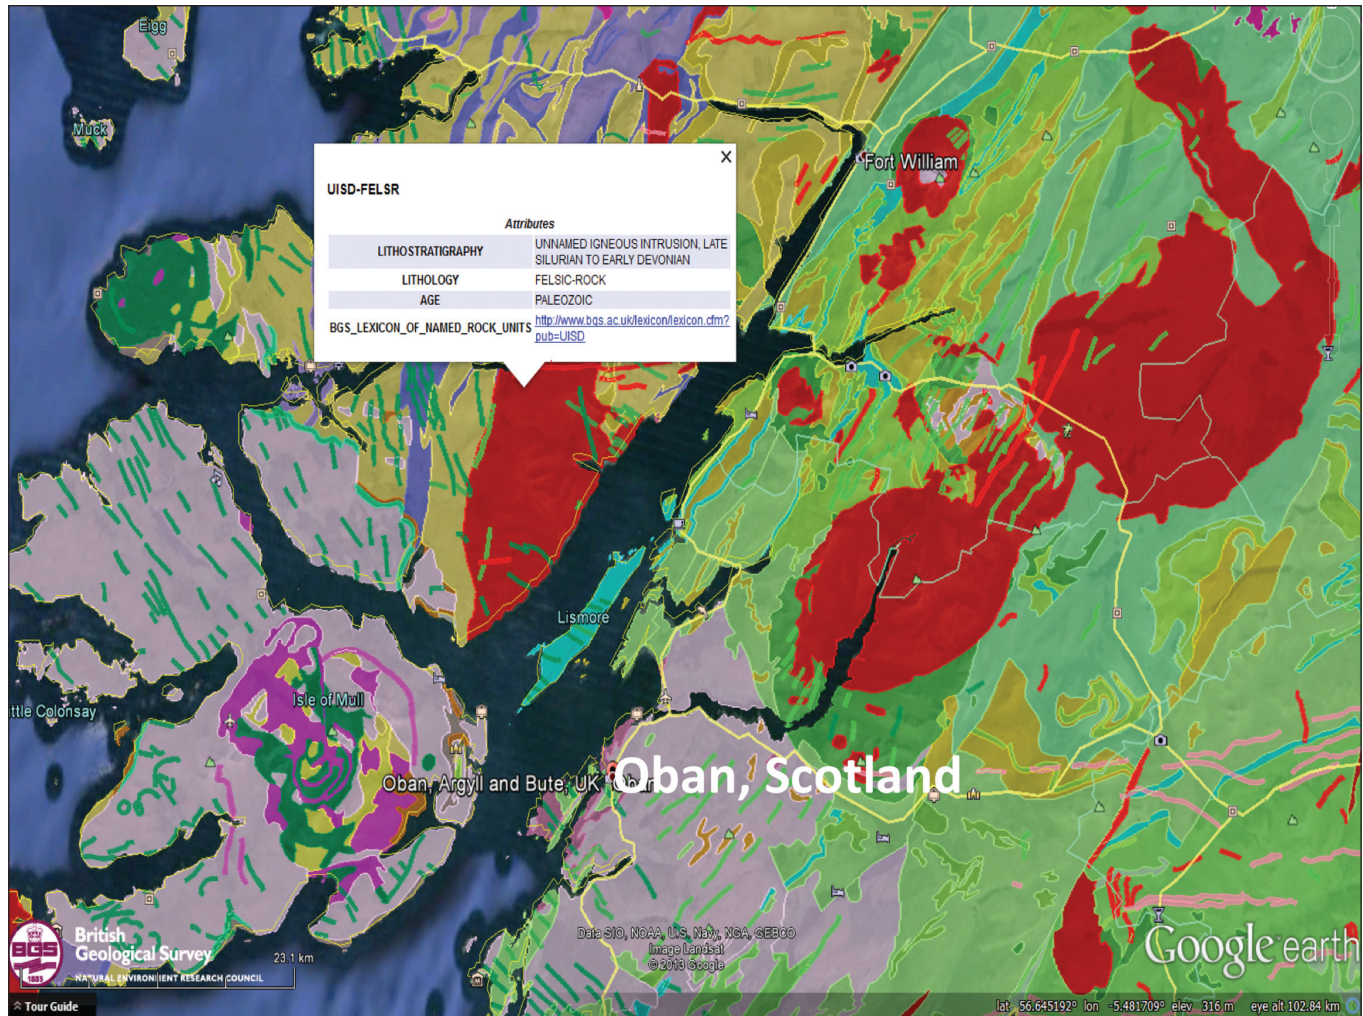 Eigg
Muck
Fort William
UISD-FELSR
Attributes
LITHOSTRATIGRAPHY UNNAMED IGNEOUS INTRUSION, LATE
SILURIAN TO EARLY DEVONIAN
LITHOLOGY FELSIC-ROCK
AGE PALEOZOIC
BGS_LEXICON_OF_NAMED_ROCK_UNITS http://www.bgs.ac.uk/lexicon/lexicon.cfm?
pub=UISD
Lismore
Isle of Mull
ittle Colonsay
Oban, Argyll and Bute, UK Oban
Oban, Scotland
BGS
1835
British
Geological Survey
NATURAL ENVIRONMENT RESEARCH COUNCIL
23.1 km
Data SIO, NOAA, U.S. Navy, NGA, GEBCO
Image Landsat
© 2013 Google
Google earth
Tour Guide
lat 56.645192° lon -5.481709° elev 316 m eye alt 102.84 km